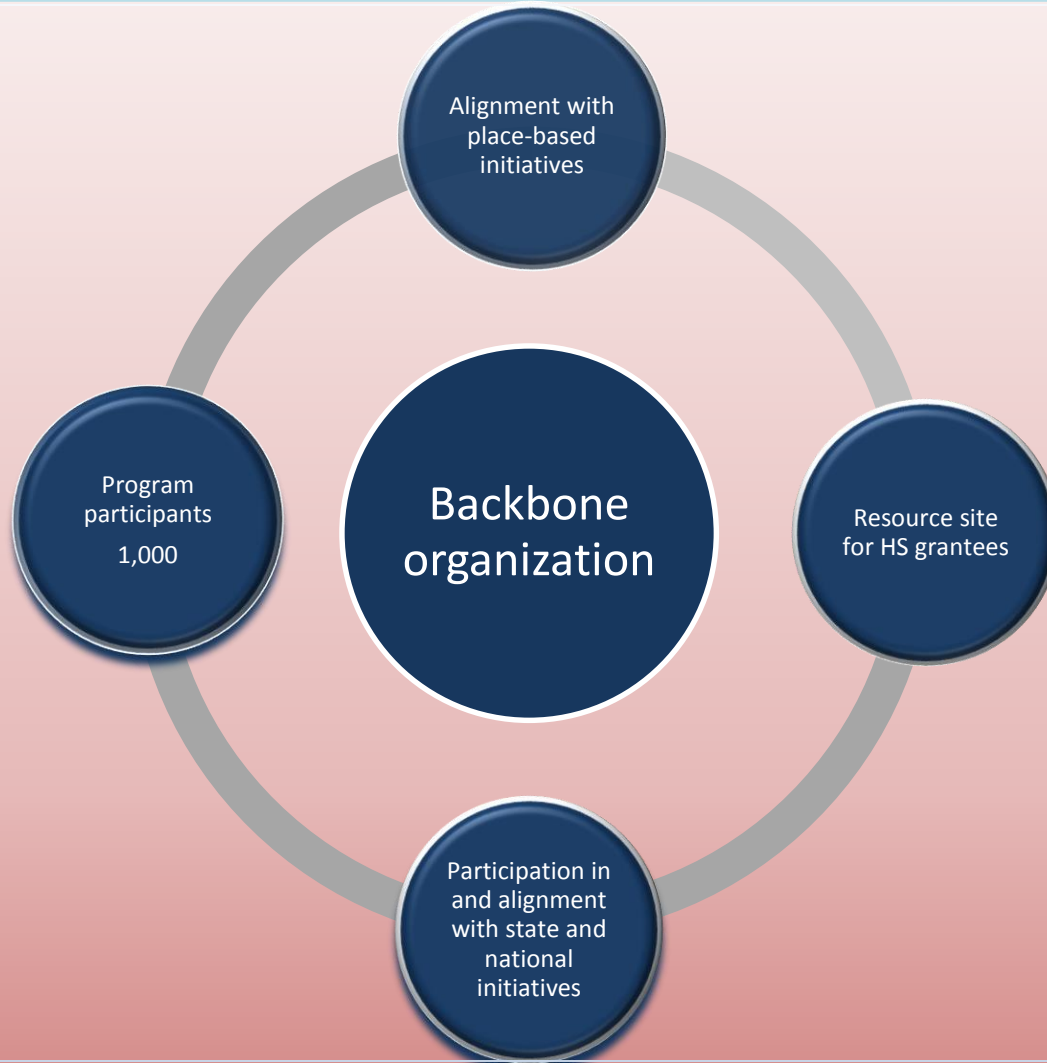 Alignment with
place-based
initiatives
Program
participants
1,000
Backbone
organization
Resource site
for HS grantees
Participation in
and alignment
with state and
national
initiatives